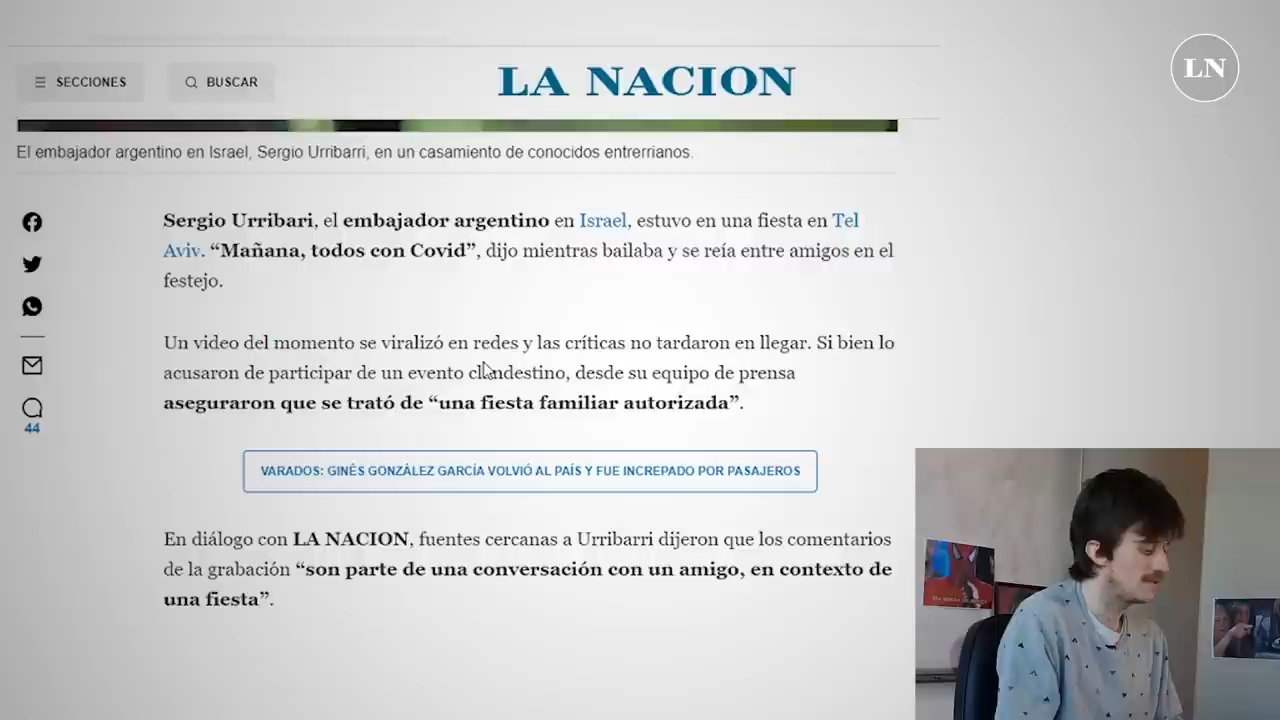 SECCIONES
BUSCAR
LA NACION
LN
El embajador argentino en Israel, Sergio Urribarri, en un casamiento de conocidos entrerrianos.
Sergio Urribari, el embajador argentino en Israel, estuvo en una fiesta en Tel
Aviv. “Mañana, todos con Covid”, dijo mientras bailaba y se reía entre amigos en el
festejo.
Un video del momento se viralizó en redes y las críticas no tardaron en llegar. Si bien lo
acusaron de participar de un evento clandestino, desde su equipo de prensa
aseguraron que se trató de “una fiesta familiar autorizada”.
44
VARADOS: GINÉS GONZÁLEZ GARCÍA VOLVIÓ AL PAÍS Y FUE INCREPADO POR PASAJEROS
En diálogo con LA NACION, fuentes cercanas a Urribarri dijeron que los comentarios
de la grabación “son parte de una conversación con un amigo, en contexto de
una fiesta”.